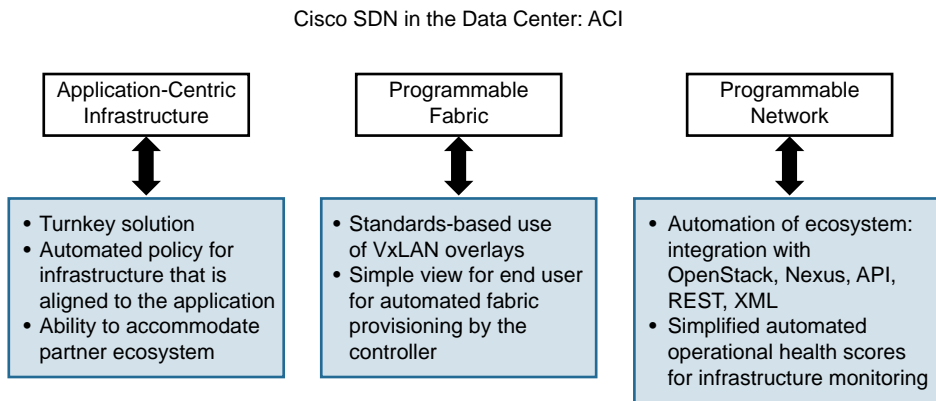 Cisco SDN in the Data Center: ACI
Application-Centric
Infrastructure
• Turnkey solution
• Automated policy for
infrastructure that is
aligned to the application
• Ability to accommodate
partner ecosystem
Programmable
Fabric
• Standards-based use
of VxLAN overlays
• Simple view for end user
for automated fabric
provisioning by the
controller
Programmable
Network
• Automation of ecosystem:
integration with
OpenStack, Nexus, API,
REST, XML
• Simplified automated
operational health scores
for infrastructure monitoring